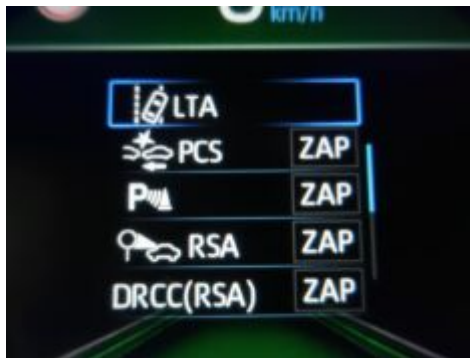 km/h
LTA
PCS ZAP
P ZAP
RSA ZAP
DRCC(RSA) ZAP